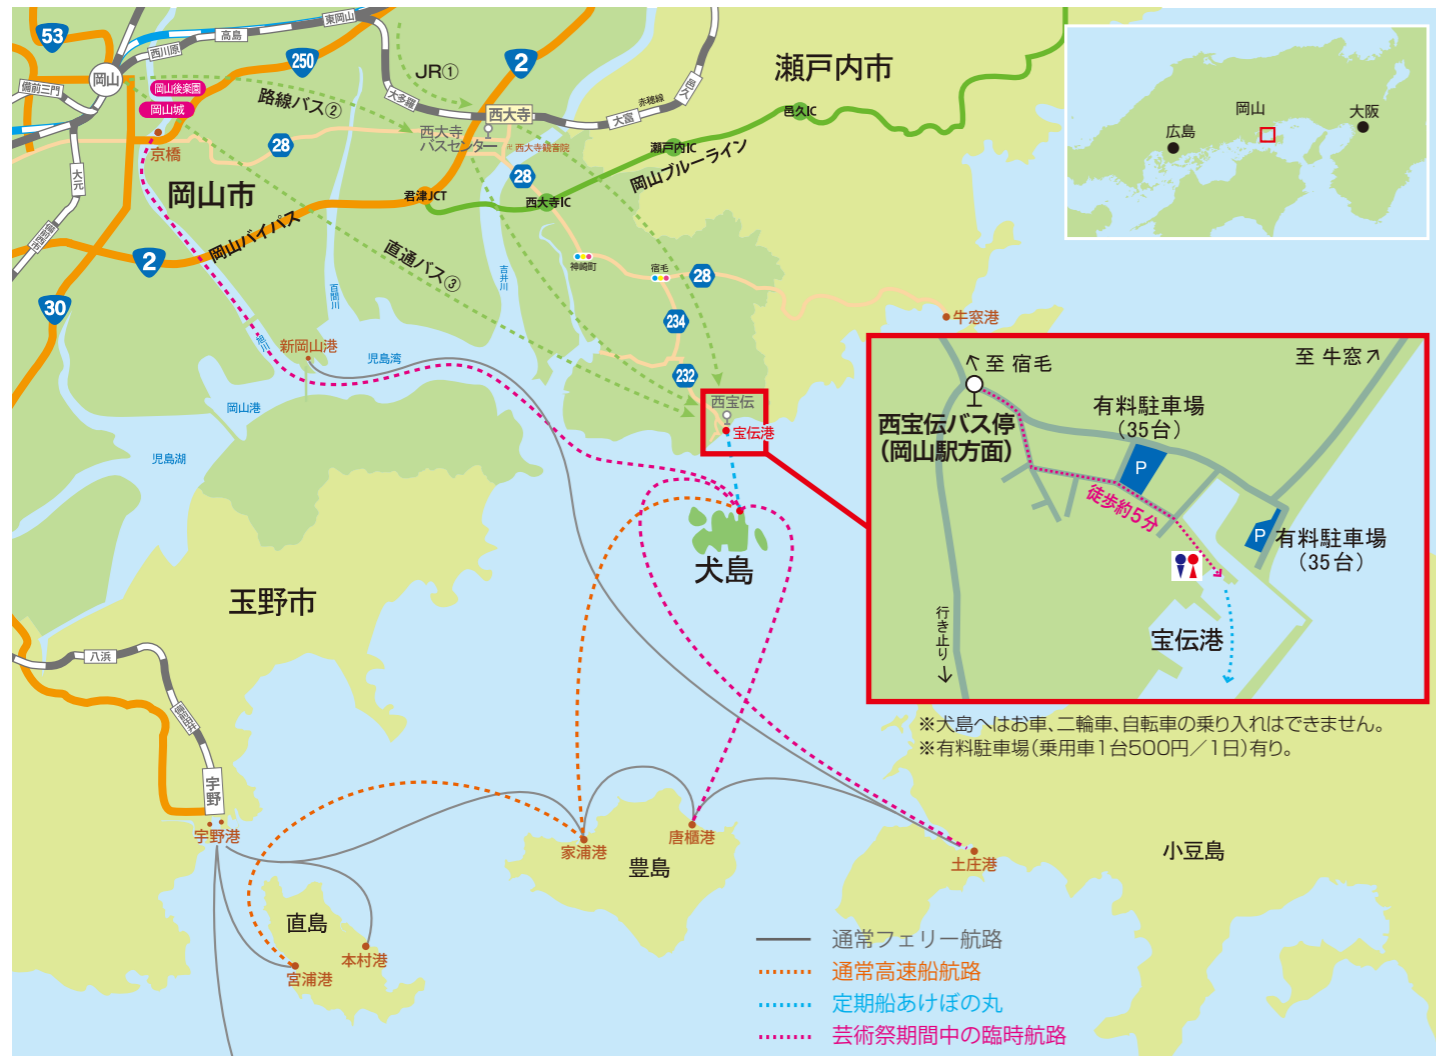 53
高島
東岡山
西川原
250
2
JR①
瀬戸内市
岡山
備前三門
岡山後楽園
岡山城
路線バス②
大多羅
西大寺
邑久
赤穂線
大富
邑久IC
京橋
28
西大寺
バスセンター
西大寺観音院
瀬戸内IC
28
岡山ブルーライン
大元
岡山市
君津JCT
西大寺IC
備前西市
岡山バイパス
2
直通バス③
吉井川
神崎町
宿毛
28
百間川
30
234
旭川
新岡山港
児島湾
232
牛窓港
岡山港
西宝伝
宝伝港
児島湖
犬島
玉野市
八浜
備前田井
宇野
宇野港
家浦港
豊島
唐櫃港
土庄港
小豆島
直島
本村港
宮浦港
岡山
広島
大阪
至 宿毛
至 牛窓
西宝伝バス停
(岡山駅方面)
有料駐車場
(35台)
P
徒歩約5分
P
有料駐車場
(35台)
行き止り
宝伝港
※犬島へはお車、二輪車、自転車の乗り入れはできません。
※有料駐車場(乗用車1台500円/1日)有り。
通常フェリー航路
通常高速船航路
定期船あけぼの丸
芸術祭期間中の臨時航路